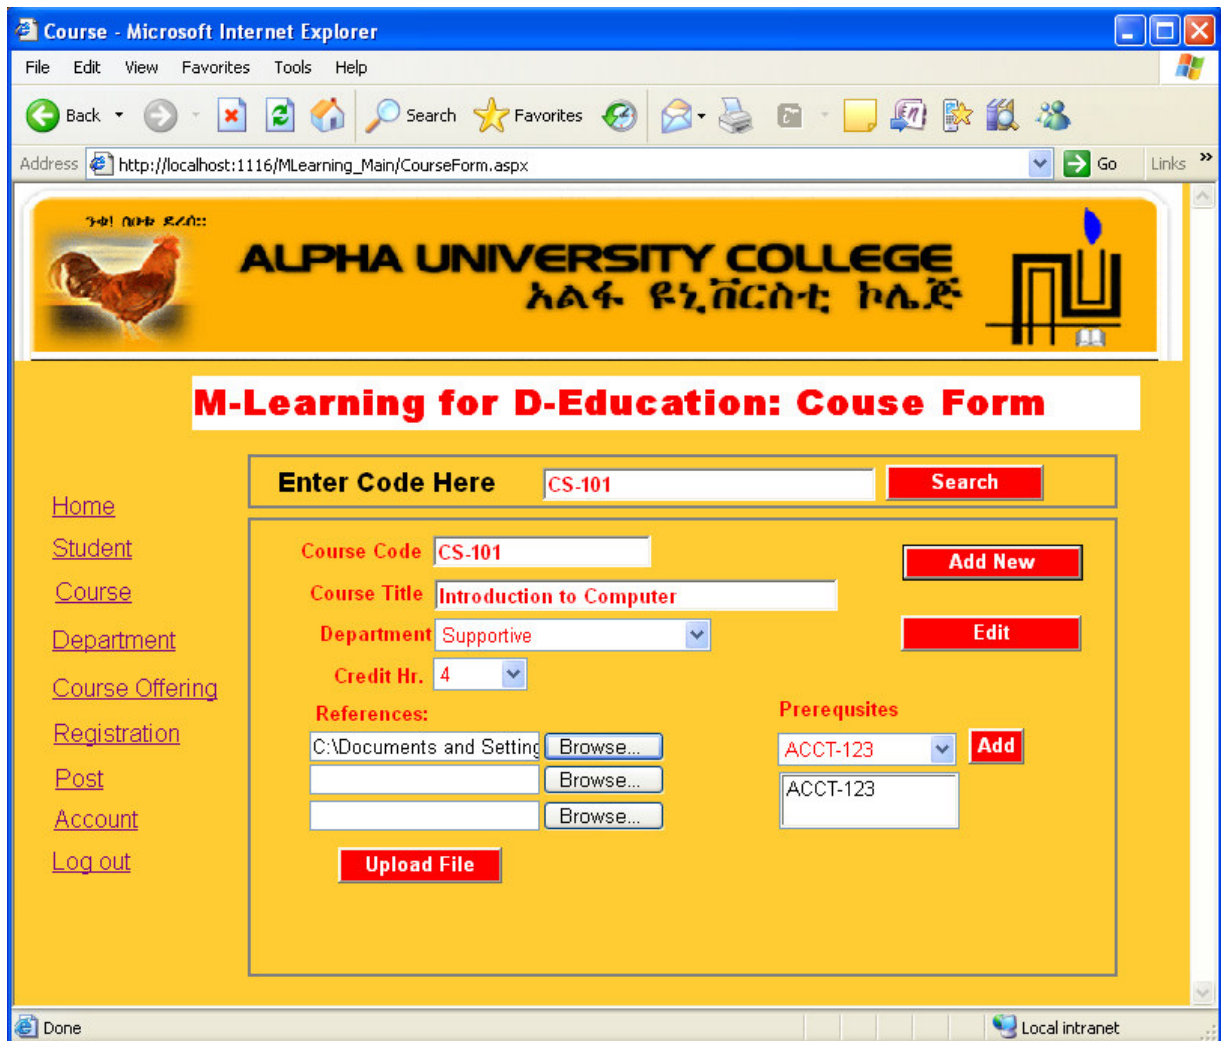 Course - Microsoft Internet Explorer
File Edit View Favorites Tools Help
Back Search Favorites
Address http://localhost:1116/MLearning_Main/CourseForm.aspx Go Links »
ንቁ! ሰዐቱ ደረሰ።
ALPHA UNIVERSITY COLLEGE
አልፋ ዩኒቨርስቲ ኮሌጅ
M-Learning for D-Education: Couse Form
Enter Code Here CS-101 Search
Home
Student
Course
Department
Course Offering
Registration
Post
Account
Log out
Course Code CS-101 Add New
Course Title Introduction to Computer
Department Supportive Edit
Credit Hr. 4
References: Prerequsites
C:\Documents and Setting Browse... ACCT-123 Add
Browse... ACCT-123
Browse...
Upload File
Done Local intranet